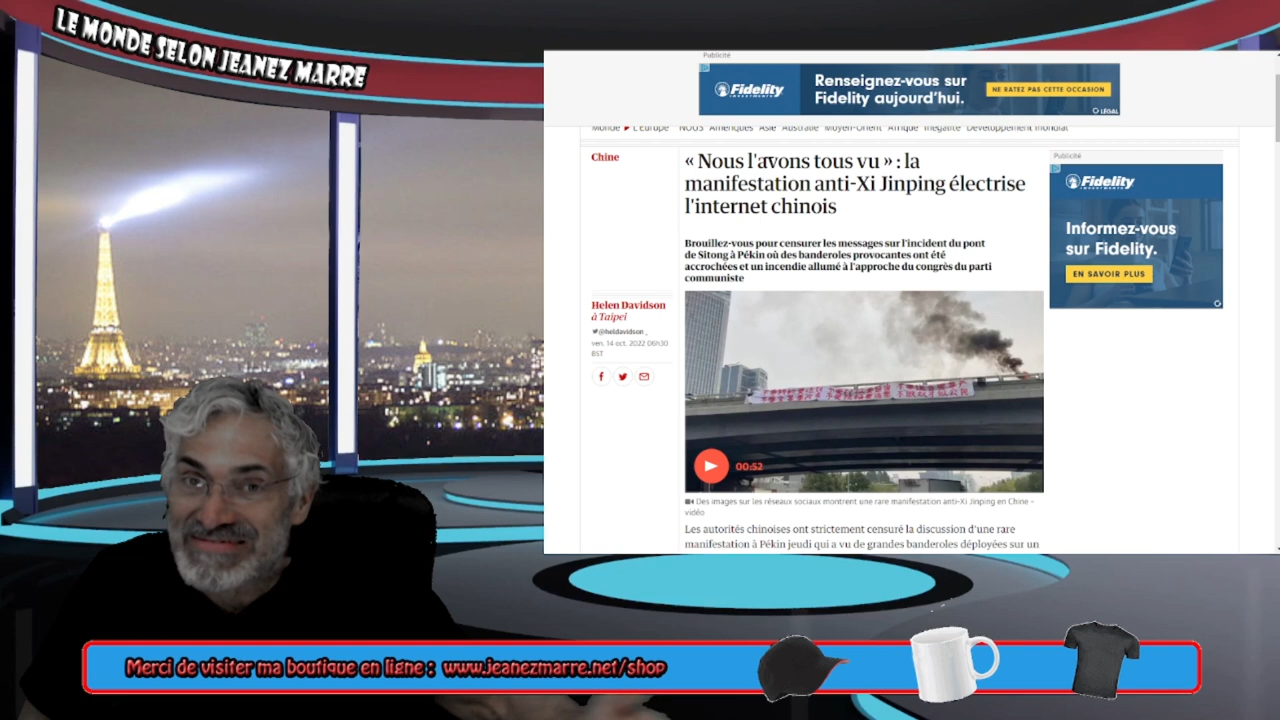 LE MONDE SELON JEANEZ MARRE
Publicité
Fidelity
INVESTMENTS
Renseignez-vous sur
Fidelity aujourd'hui.
NE RATEZ PAS CETTE OCCASION
LÉGAL
Monde L'Europe NOUS Amériques Asie Australie Moyen-Orient Afrique Inégalité Développement mondial
Chine
« Nous l'avons tous vu » : la
manifestation anti-Xi Jinping électrise
l'internet chinois
Brouillez-vous pour censurer les messages sur l'incident du pont
de Sitong à Pékin où des banderoles provocantes ont été
accrochées et un incendie allumé à l'approche du congrès du parti
communiste
Helen Davidson
à Taipei
@heldavidson
ven. 14 oct. 2022 06h30
BST
00:52
Des images sur les réseaux sociaux montrent une rare manifestation anti-Xi Jinping en Chine –
vidéo
Les autorités chinoises ont strictement censuré la discussion d'une rare
manifestation à Pékin jeudi qui a vu de grandes banderoles déployées sur un
Publicité
Fidelity
INVESTMENTS
Informez-vous
sur Fidelity.
EN SAVOIR PLUS
Merci de visiter ma boutique en ligne : www.jeanezmarre.net/shop